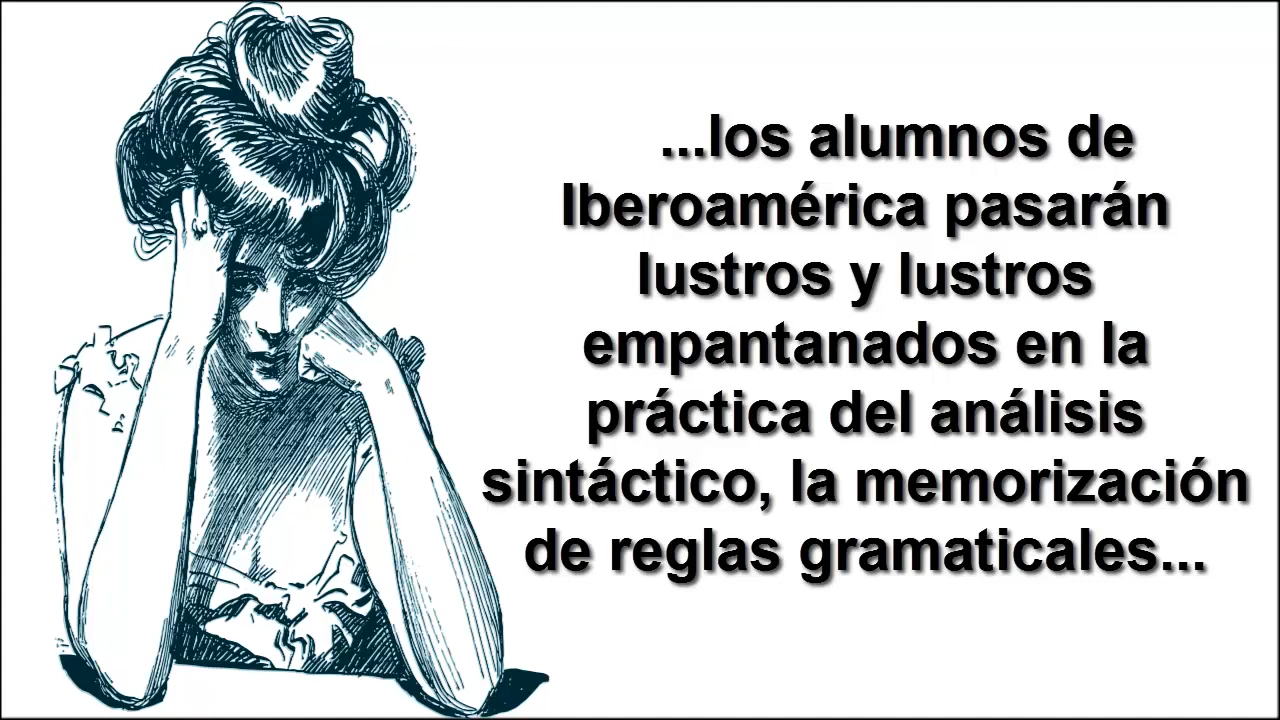 ...los alumnos de
Iberoamérica pasarán
lustros y lustros
empantanados en la
práctica del análisis
sintáctico, la memorización
de reglas gramaticales...